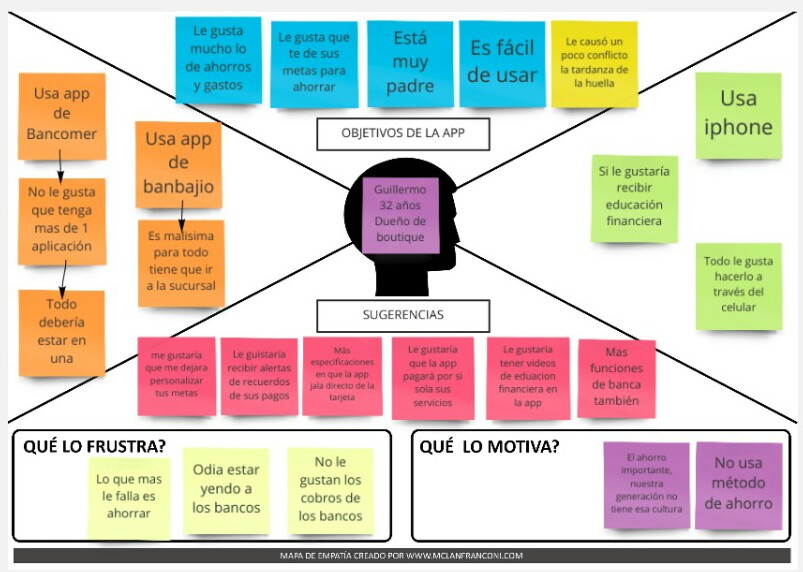 Le gusta
mucho lo
de ahorros
y gastos
Le gusta que
te de sus
metas para
ahorrar
Está
muy
padre
Es fácil
de usar
Le causó un
poco conflicto
la tardanza de
la huella
Usa app
de
Bancomer
No le gusta
que tenga
mas de 1
aplicación
Todo
debería
estar en
una
Usa app
de
banbajio
Es malisima
para todo
tiene que ir
a la sucursal
OBJETIVOS DE LA APP
Guillermo
32 años
Dueño de
boutique
Usa
iphone
Si le gustaría
recibir
educación
financiera
Todo le gusta
hacerlo a
través del
celular
SUGERENCIAS
me gustaría
que me dejara
personalizar
tus metas
Le guistaría
recibir alertas
de recuerdos
de sus pagos
Más
especificaciones
en que la app
jala directo de la
tarjeta
Le gustaría
que la app
pagará por si
sola sus
servicios
Le gustaria
tener videos
de eduacion
financiera en
la app
Mas
funciones
de banca
también
QUÉ LO FRUSTRA?
Lo que mas
le falla es
ahorrar
Odia estar
yendo a
los bancos
No le
gustan los
cobros de
los bancos
QUÉ LO MOTIVA?
El ahorro
importante,
nuestra
generación no
tiene esa cultura
No usa
método
de ahorro
MAPA DE EMPATÍA CREADO POR WWW.MCLANFRANCONI.COM